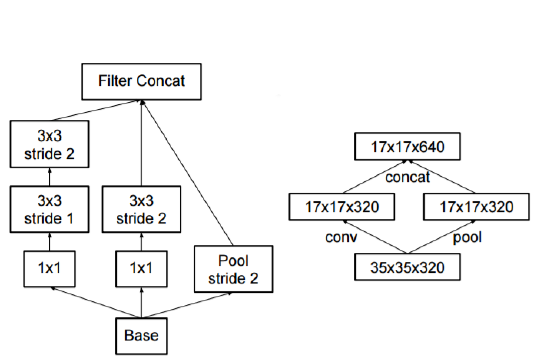 Filter Concat
3x3
stride 2
3x3
stride 1
3x3
stride 2
1x1
1x1
Pool
stride 2
Base
17x17x640
concat
17x17x320
17x17x320
conv
pool
35x35x320